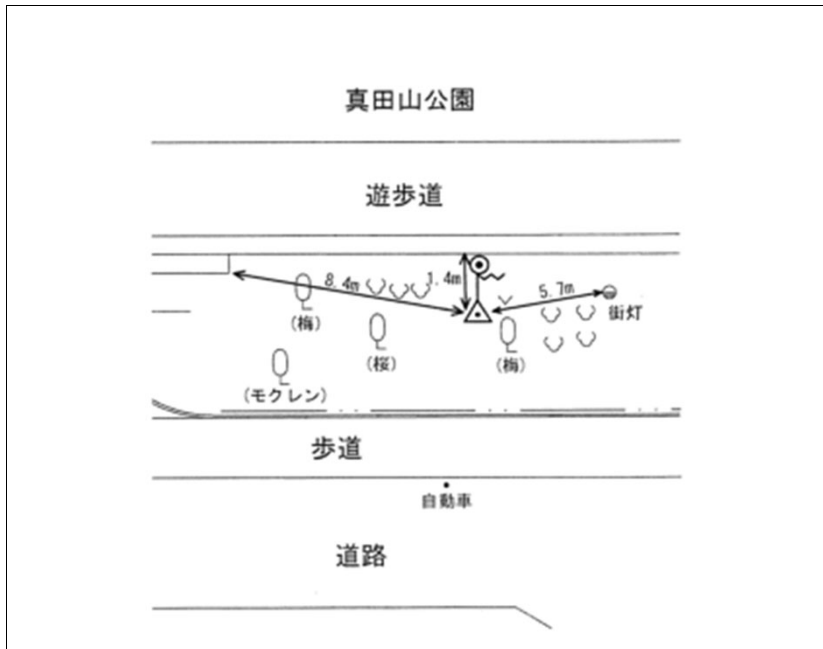 真田山公園
遊歩道
8.4m
1.4m
5.7m
街灯
(梅)
(桜)
(梅)
(モクレン)
歩道
自動車
道路